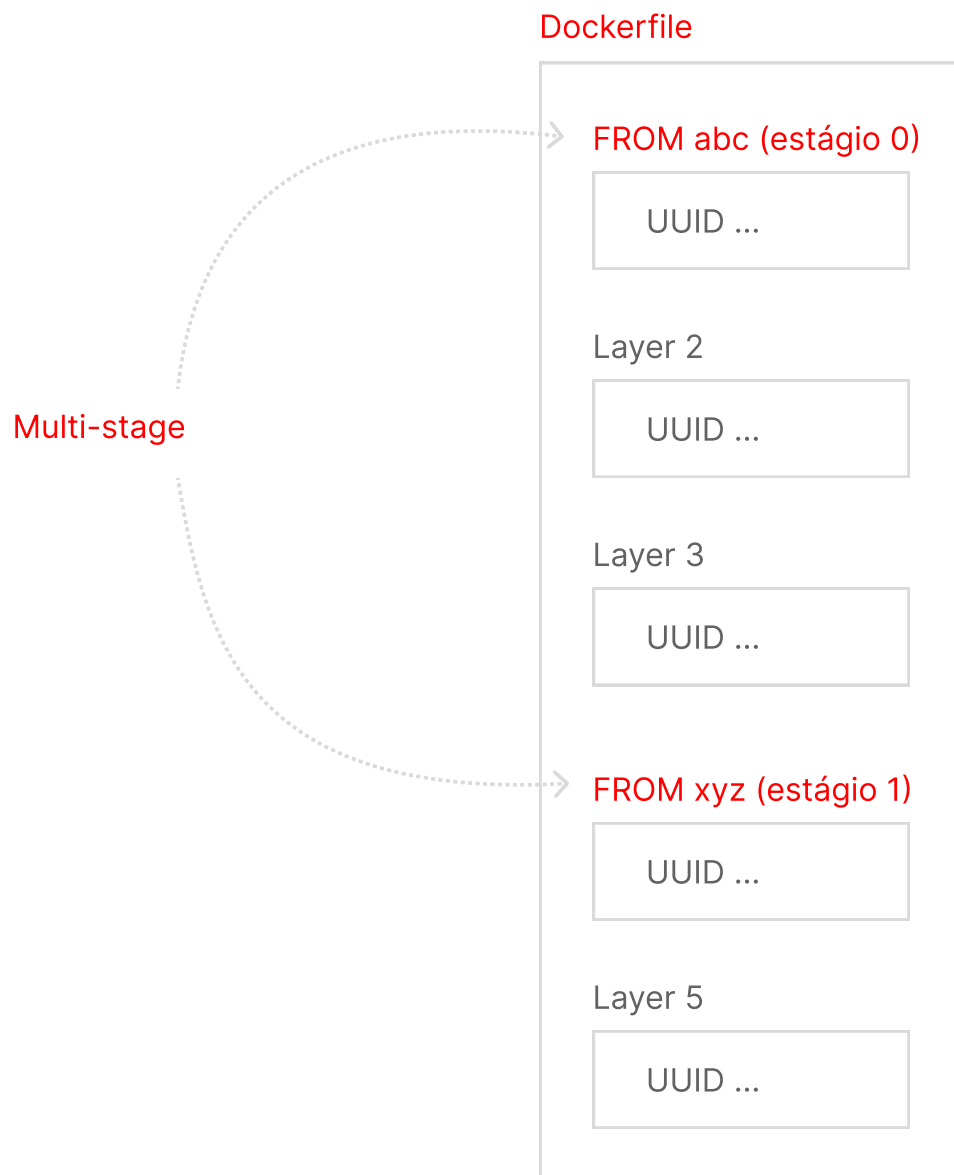 Dockerfile
FROM abc (estágio 0)
UUID ...
Layer 2
UUID ...
Multi-stage
Layer 3
UUID ...
FROM xyz (estágio 1)
UUID ...
Layer 5
UUID ...